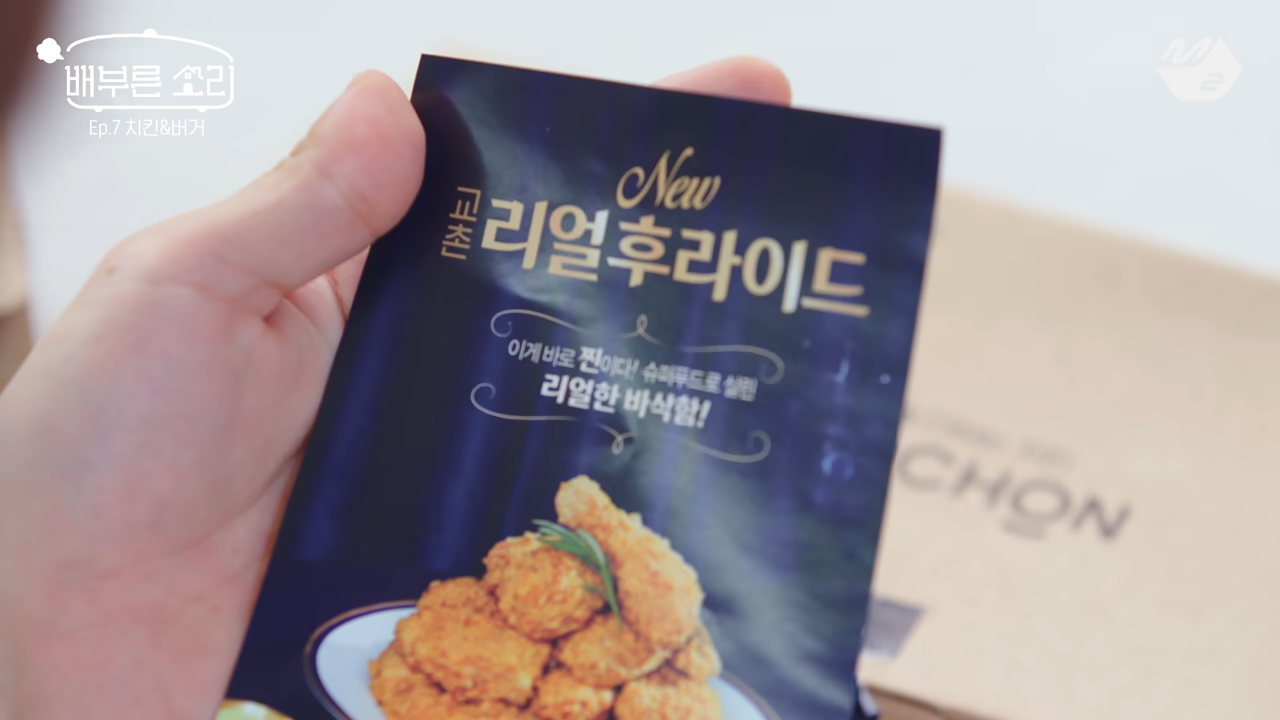 배부른 소리
Ep.7 치킨&버거
M2
New
교촌 리얼후라이드
이게 바로 찐이다! 슈퍼푸드로 살린
리얼한 바삭함!
CHON